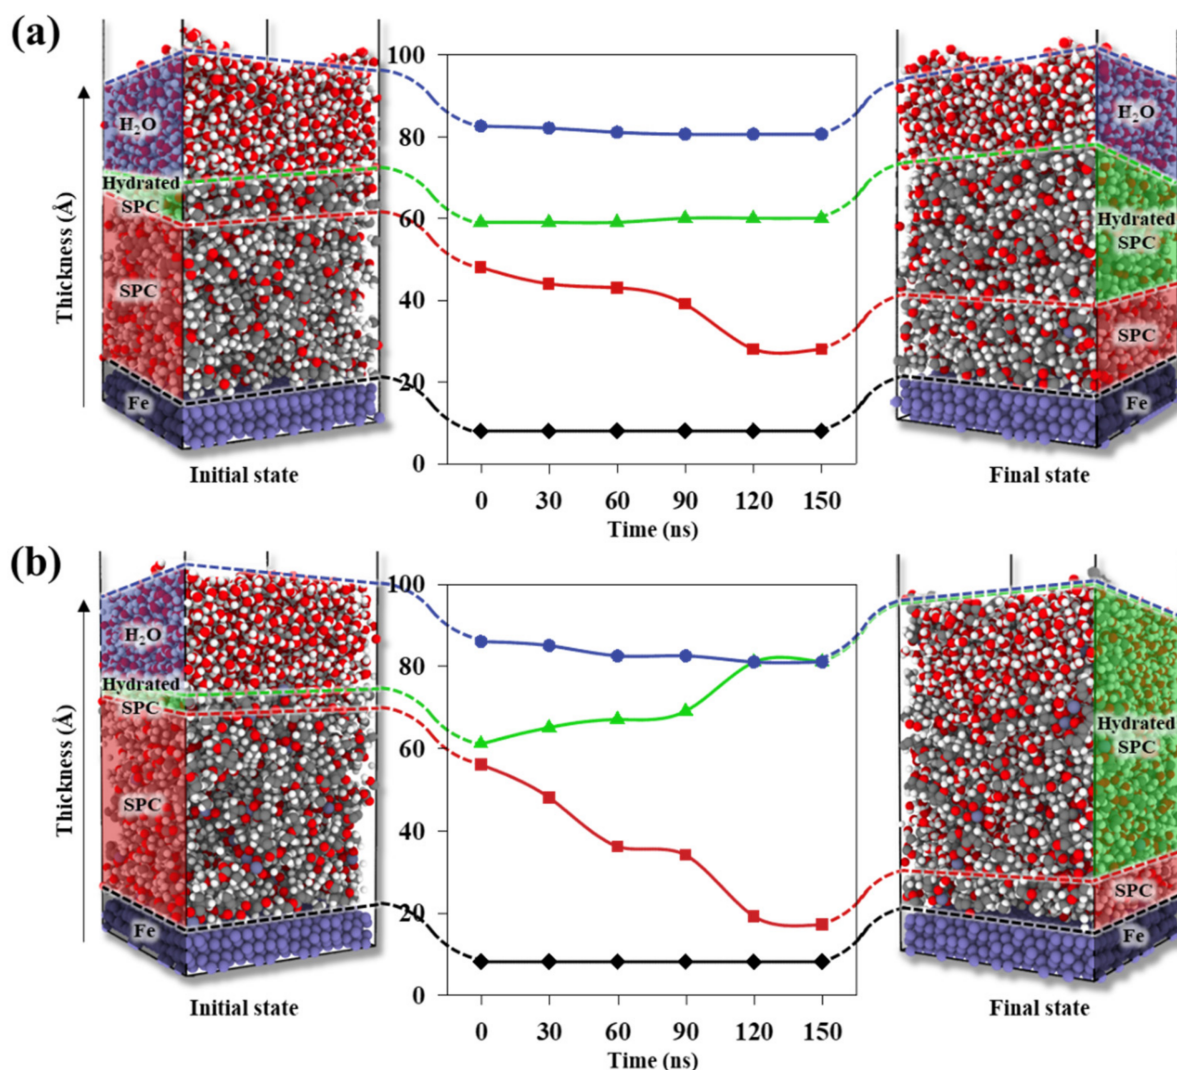 (a)
Thickness (Å)
H₂O
Hydrated
SPC
SPC
Fe
Initial state
100
80
60
40
20
0
0 30 60 90 120 150
Time (ns)
H₂O
Hydrated
SPC
SPC
Fe
Final state
(b)
Thickness (Å)
H₂O
Hydrated
SPC
SPC
Fe
Initial state
100
80
60
40
20
0
0 30 60 90 120 150
Time (ns)
Hydrated
SPC
SPC
Fe
Final state